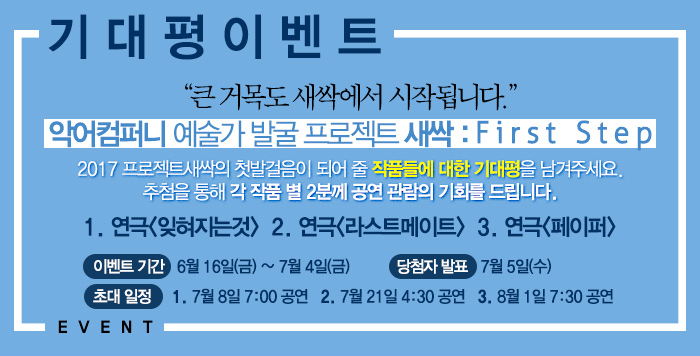 기대평이벤트
“큰 거목도 새싹에서 시작됩니다.”
악어컴퍼니 예술가 발굴 프로젝트 새싹 : First Step
2017 프로젝트새싹의 첫발걸음이 되어 줄 작품들에 대한 기대평을 남겨주세요.
추첨을 통해 각 작품 별 2분께 공연 관람의 기회를 드립니다.
1. 연극<잊혀지는것> 2. 연극<라스트메이트> 3. 연극<페이퍼>
이벤트 기간 6월 16일(금) ~ 7월 4일(금) 당첨자 발표 7월 5일(수)
초대 일정 1. 7월 8일 7:00 공연 2. 7월 21일 4:30 공연 3. 8월 1일 7:30 공연
EVENT